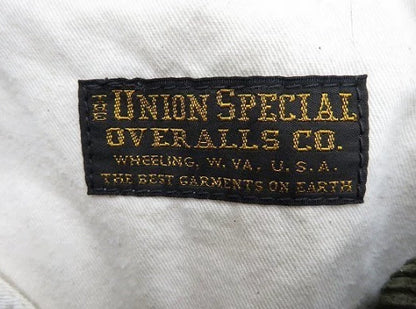 THE UNION SPECIAL
OVERALLS CO.
WHEELING, W. VA. U. S. A.
THE BEST GARMENTS ON EARTH